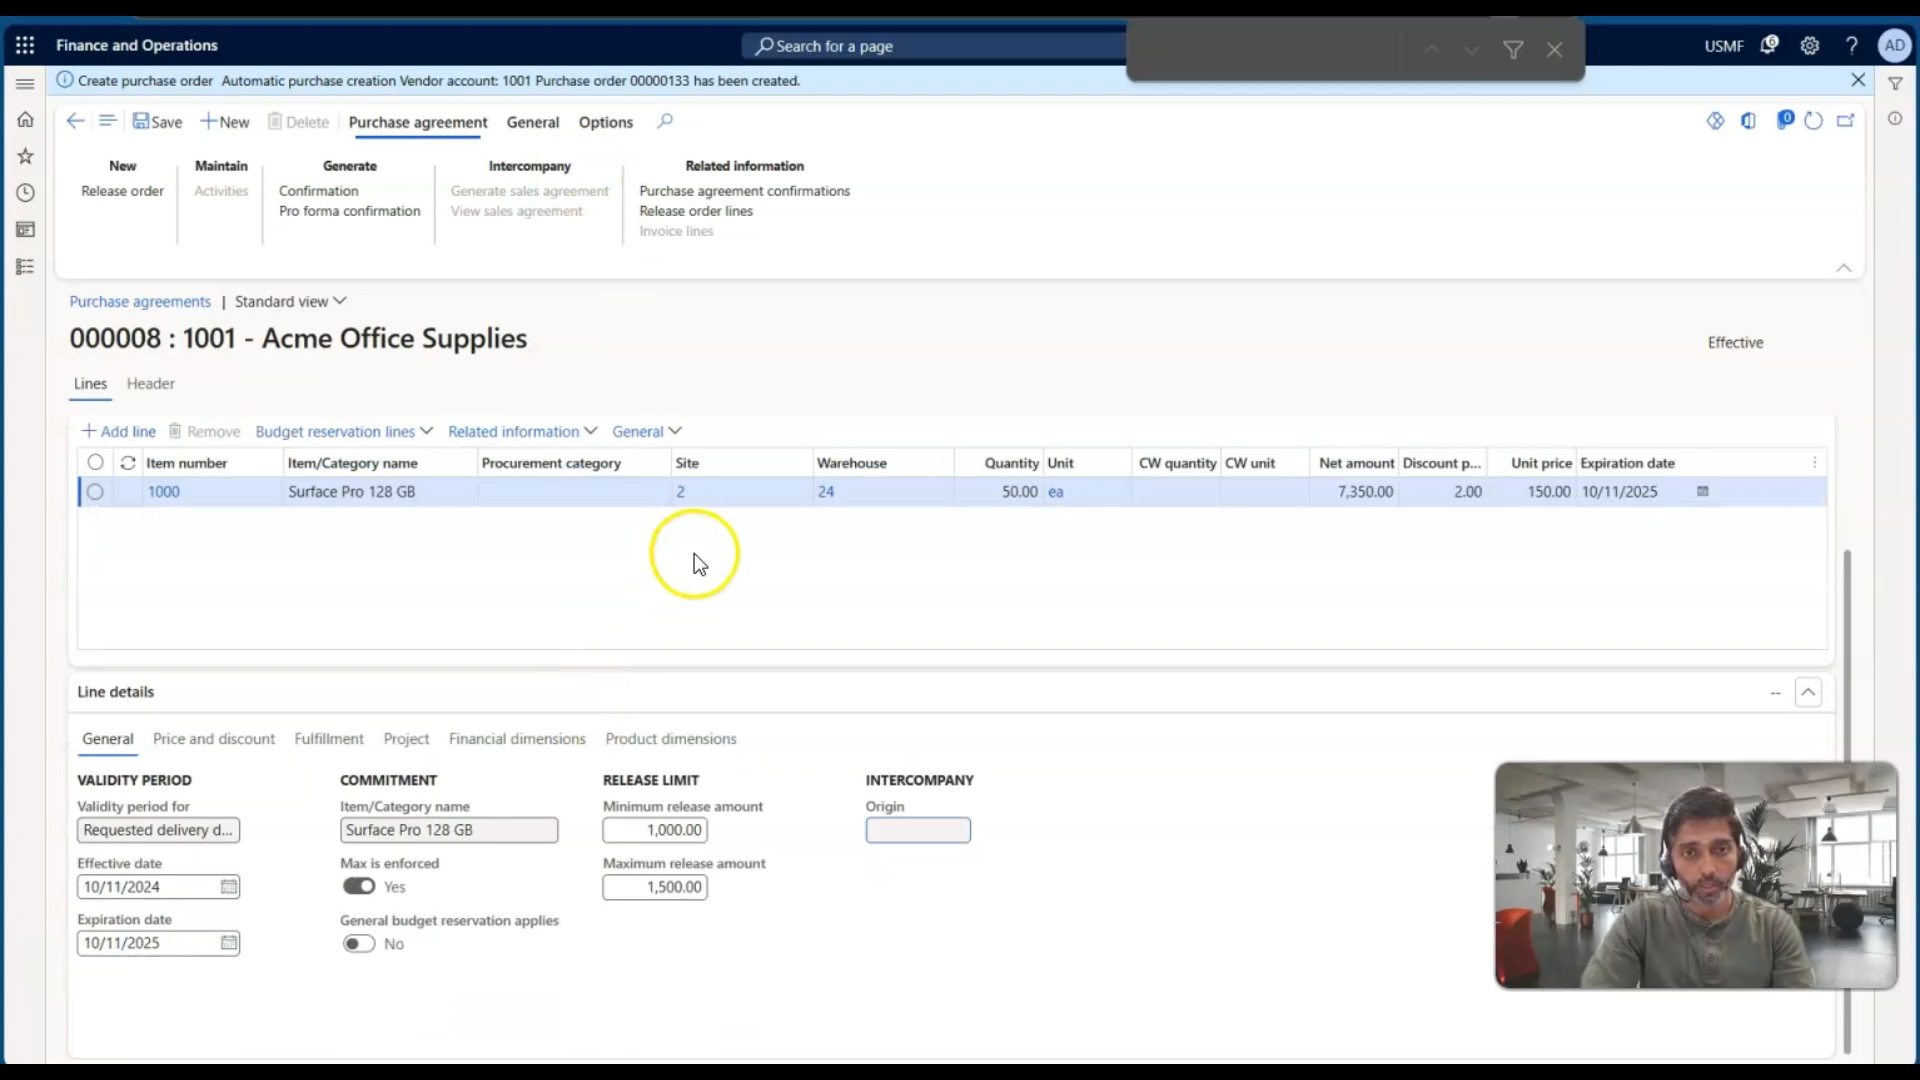 Finance and Operations
Search for a page
USMF
6
?
AD
Create purchase order Automatic purchase creation Vendor account: 1001 Purchase order 00000133 has been created.
Save
New
Delete
Purchase agreement
General
Options
0
New
Maintain
Generate
Intercompany
Related information
Release order
Activities
Confirmation
Generate sales agreement
Purchase agreement confirmations
Pro forma confirmation
View sales agreement
Release order lines
Invoice lines
Purchase agreements | Standard view
000008 : 1001 - Acme Office Supplies
Effective
Lines Header
+ Add line Remove Budget reservation lines Related information General
Item number Item/Category name Procurement category Site Warehouse Quantity Unit CW quantity CW unit Net amount Discount p... Unit price Expiration date
1000 Surface Pro 128 GB 2 24 50.00 ea 7,350.00 2.00 150.00 10/11/2025
Line details
--
General Price and discount Fulfillment Project Financial dimensions Product dimensions
VALIDITY PERIOD COMMITMENT RELEASE LIMIT INTERCOMPANY
Validity period for Item/Category name Minimum release amount Origin
Requested delivery d... Surface Pro 128 GB 1,000.00
Effective date Max is enforced Maximum release amount
10/11/2024 Yes 1,500.00
Expiration date General budget reservation applies
10/11/2025 No